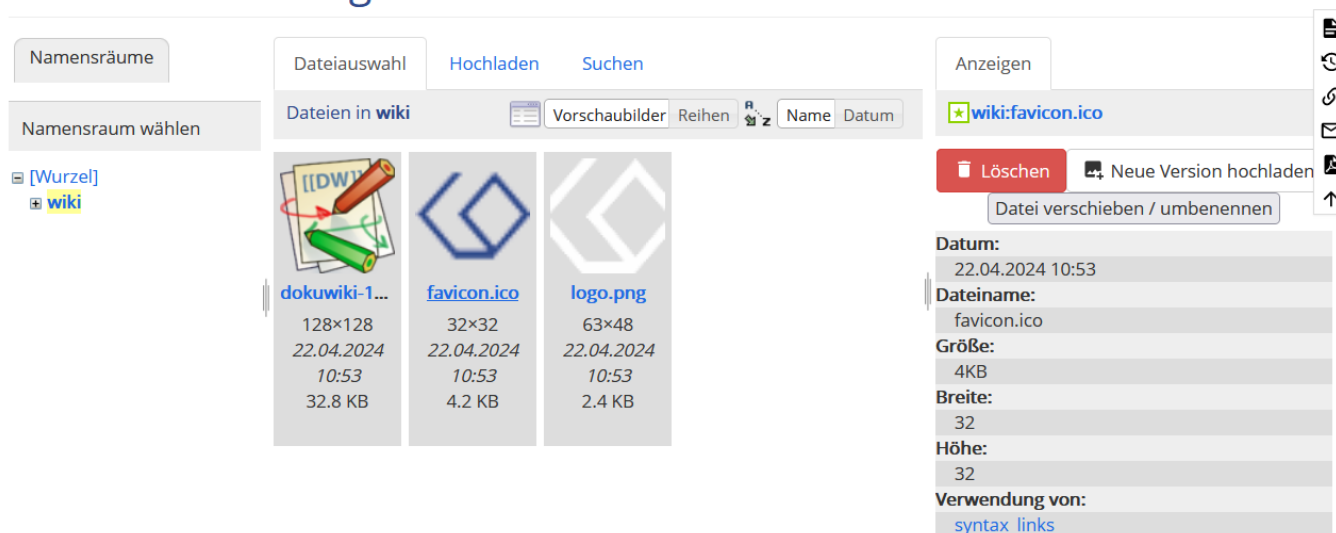 Namensräume
Namensraum wählen
[Wurzel]
wiki
Dateiauswahl
Hochladen
Suchen
Dateien in wiki
Vorschaubilder
Reihen
A
z
Name
Datum
[[DW]]
dokuwiki-1...
128×128
22.04.2024
10:53
32.8 KB
favicon.ico
32×32
22.04.2024
10:53
4.2 KB
logo.png
63×48
22.04.2024
10:53
2.4 KB
Anzeigen
wiki:favicon.ico
Löschen
Neue Version hochladen
Datei verschieben / umbenennen
Datum:
22.04.2024 10:53
Dateiname:
favicon.ico
Größe:
4KB
Breite:
32
Höhe:
32
Verwendung von:
syntax_links